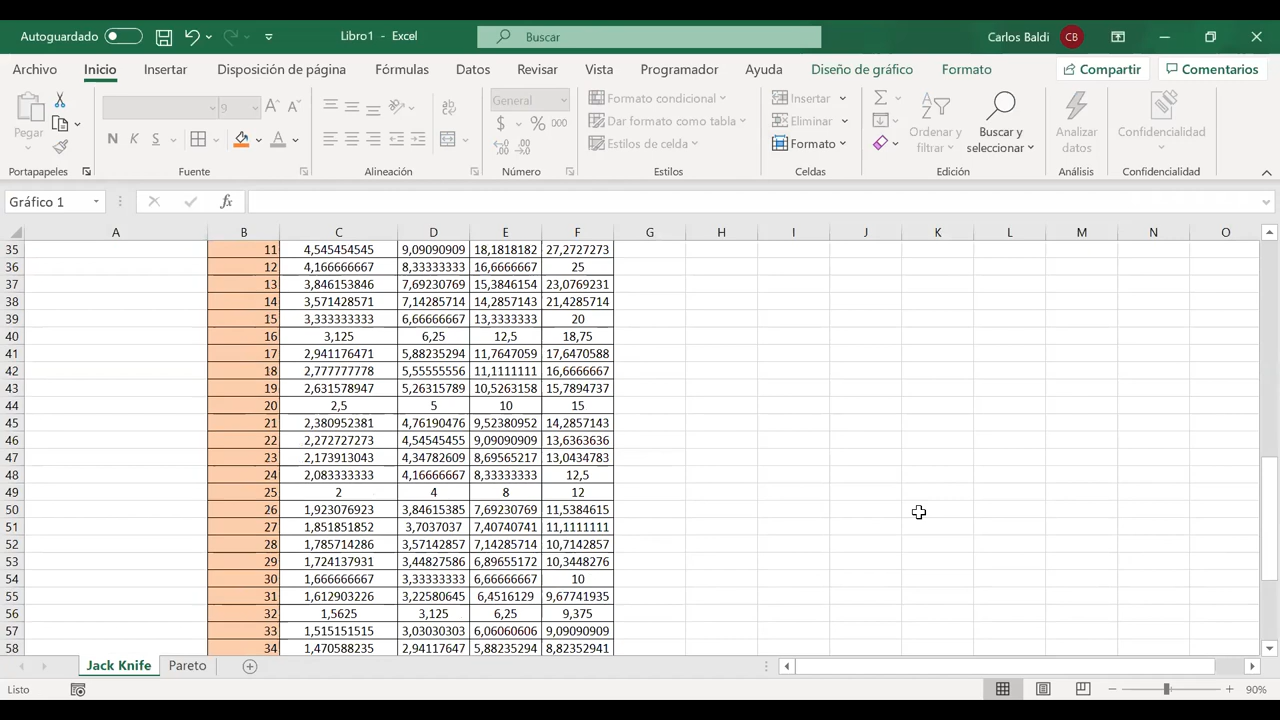 Autoguardado Libro1 - Excel Buscar Carlos Baldi CB
Archivo Inicio Insertar Disposición de página Fórmulas Datos Revisar Vista Programador Ayuda Diseño de gráfico Formato Compartir Comentarios
Pegar
N K S
9
General
$ % 000
Formato condicional
Dar formato como tabla
Estilos de celda
Insertar
Eliminar
Formato
Ordenar y filtrar
Buscar y seleccionar
Analizar datos
Confidencialidad
Portapapeles Fuente Alineación Número Estilos Celdas Edición Análisis Confidencialidad
Gráfico 1 fx
A B C D E F G H I J K L M N O
35 11 4,545454545 9,09090909 18,1818182 27,2727273
36 12 4,166666667 8,33333333 16,6666667 25
37 13 3,846153846 7,69230769 15,3846154 23,0769231
38 14 3,571428571 7,14285714 14,2857143 21,4285714
39 15 3,333333333 6,66666667 13,3333333 20
40 16 3,125 6,25 12,5 18,75
41 17 2,941176471 5,88235294 11,7647059 17,6470588
42 18 2,777777778 5,55555556 11,1111111 16,6666667
43 19 2,631578947 5,26315789 10,5263158 15,7894737
44 20 2,5 5 10 15
45 21 2,380952381 4,76190476 9,52380952 14,2857143
46 22 2,272727273 4,54545455 9,09090909 13,6363636
47 23 2,173913043 4,34782609 8,69565217 13,0434783
48 24 2,083333333 4,16666667 8,33333333 12,5
49 25 2 4 8 12
50 26 1,923076923 3,84615385 7,69230769 11,5384615
51 27 1,851851852 3,7037037 7,40740741 11,1111111
52 28 1,785714286 3,57142857 7,14285714 10,7142857
53 29 1,724137931 3,44827586 6,89655172 10,3448276
54 30 1,666666667 3,33333333 6,66666667 10
55 31 1,612903226 3,22580645 6,4516129 9,67741935
56 32 1,5625 3,125 6,25 9,375
57 33 1,515151515 3,03030303 6,06060606 9,09090909
58 34 1,470588235 2,94117647 5,88235294 8,82352941
Jack Knife Pareto
Listo 90%